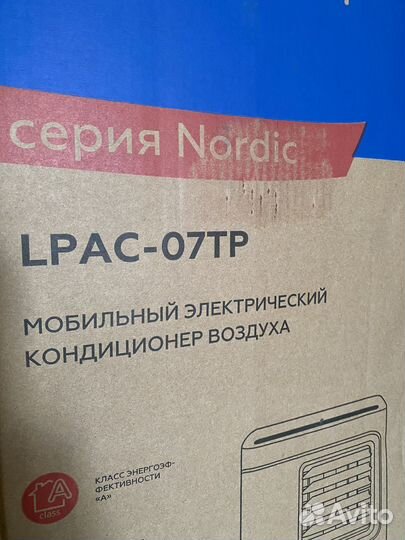 серия Nordic
LPAC-07TP
МОБИЛЬНЫЙ ЭЛЕКТРИЧЕСКИЙ
КОНДИЦИОНЕР ВОЗДУХА
КЛАСС ЭНЕРГОЭФ-
ФЕКТИВНОСТИ
«А»
A
class
Avito